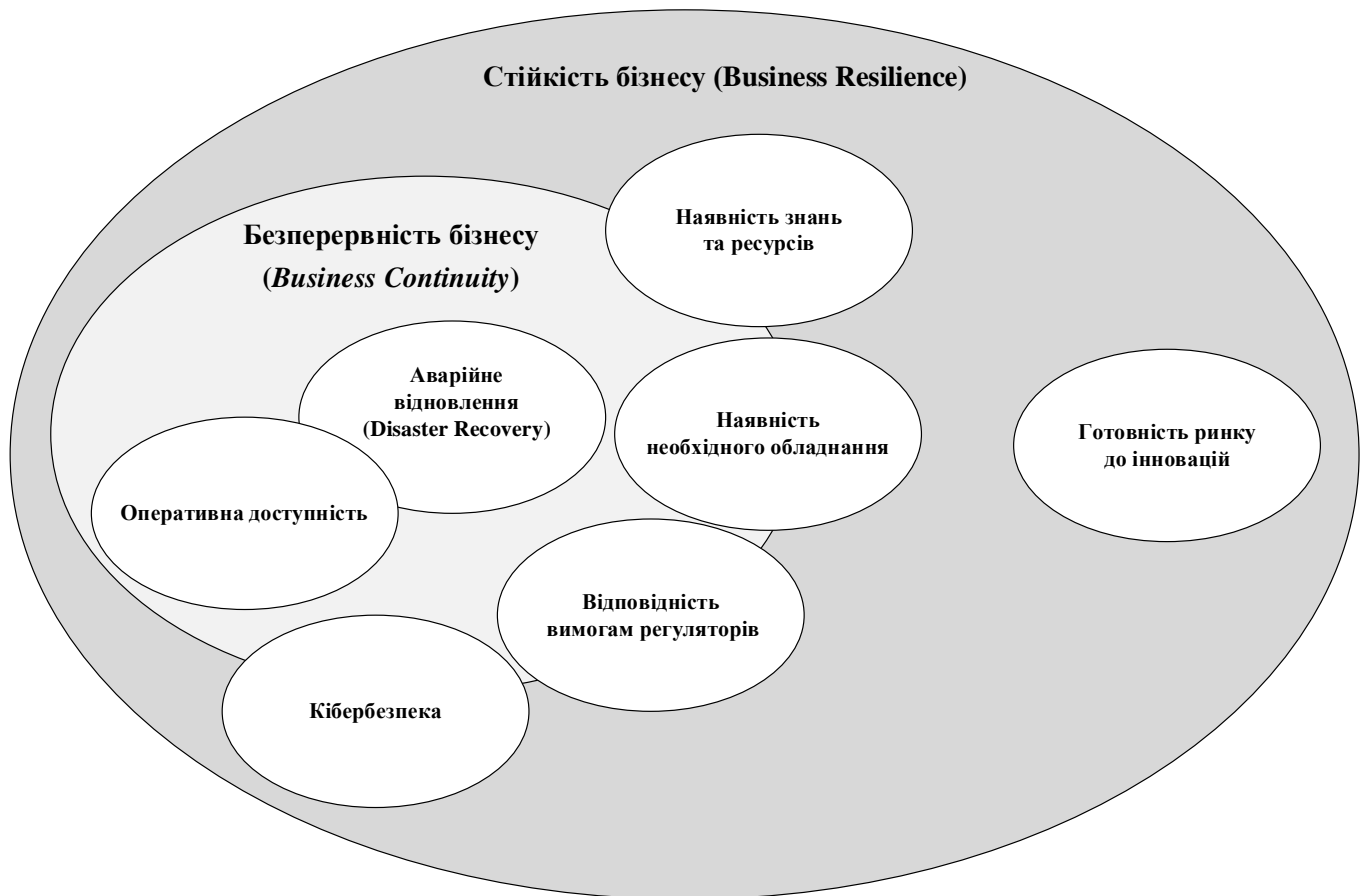 Стійкість бізнесу (Business Resilience)
Наявність знань
та ресурсів
Безперервність бізнесу
(Business Continuity)
Аварійне
відновлення
(Disaster Recovery)
Наявність
необхідного обладнання
Готовність ринку
до інновацій
Оперативна доступність
Відповідність
вимогам регуляторів
Кібербезпека